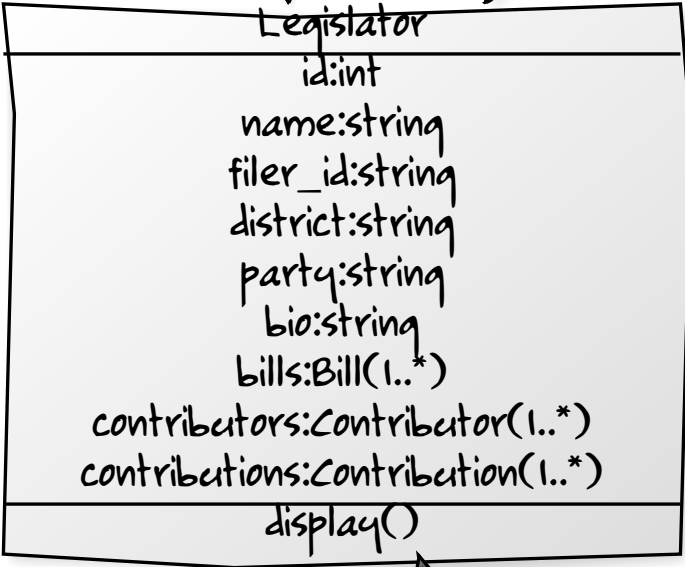 Legislator
id:int
name:string
filer_id:string
district:string
party:string
bio:string
bills:Bill(1..*)
contributors:Contributor(1..*)
contributions:Contribution(1..*)
display()